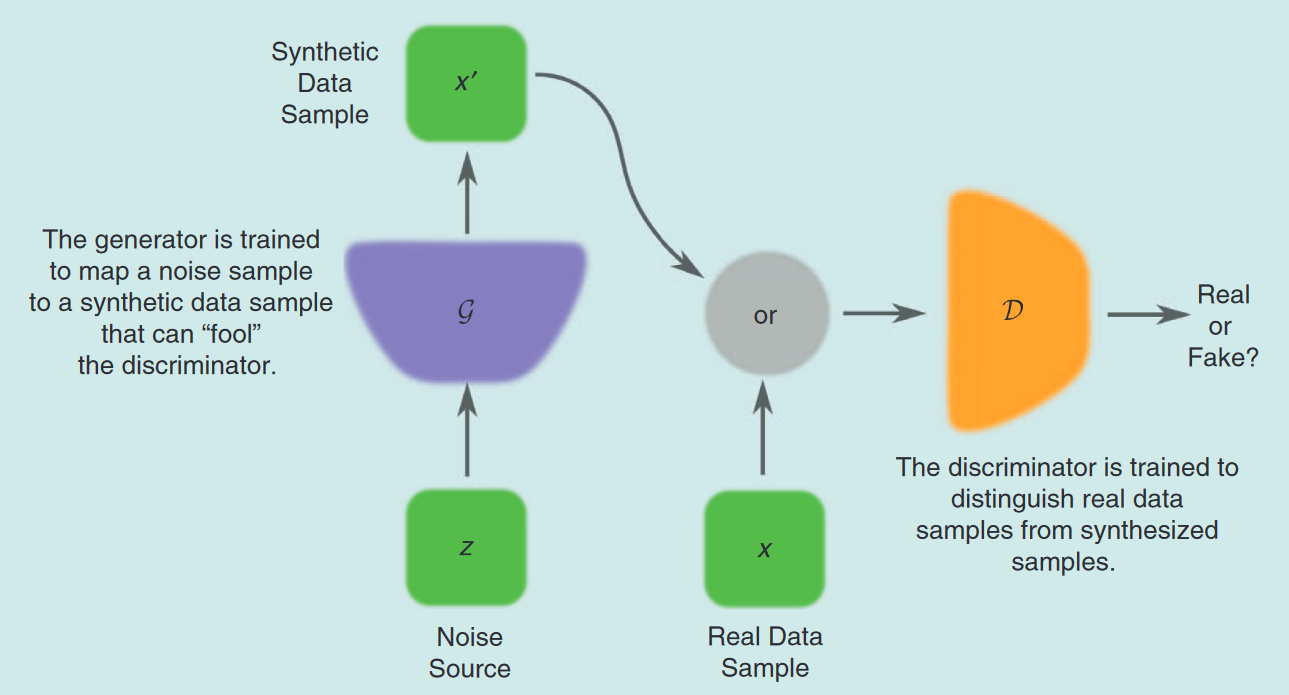 Synthetic
Data
Sample
x′
The generator is trained
to map a noise sample
to a synthetic data sample
that can “fool”
the discriminator.
𝒢
z
Noise
Source
or
x
Real Data
Sample
𝒟
Real
or
Fake?
The discriminator is trained to
distinguish real data
samples from synthesized
samples.